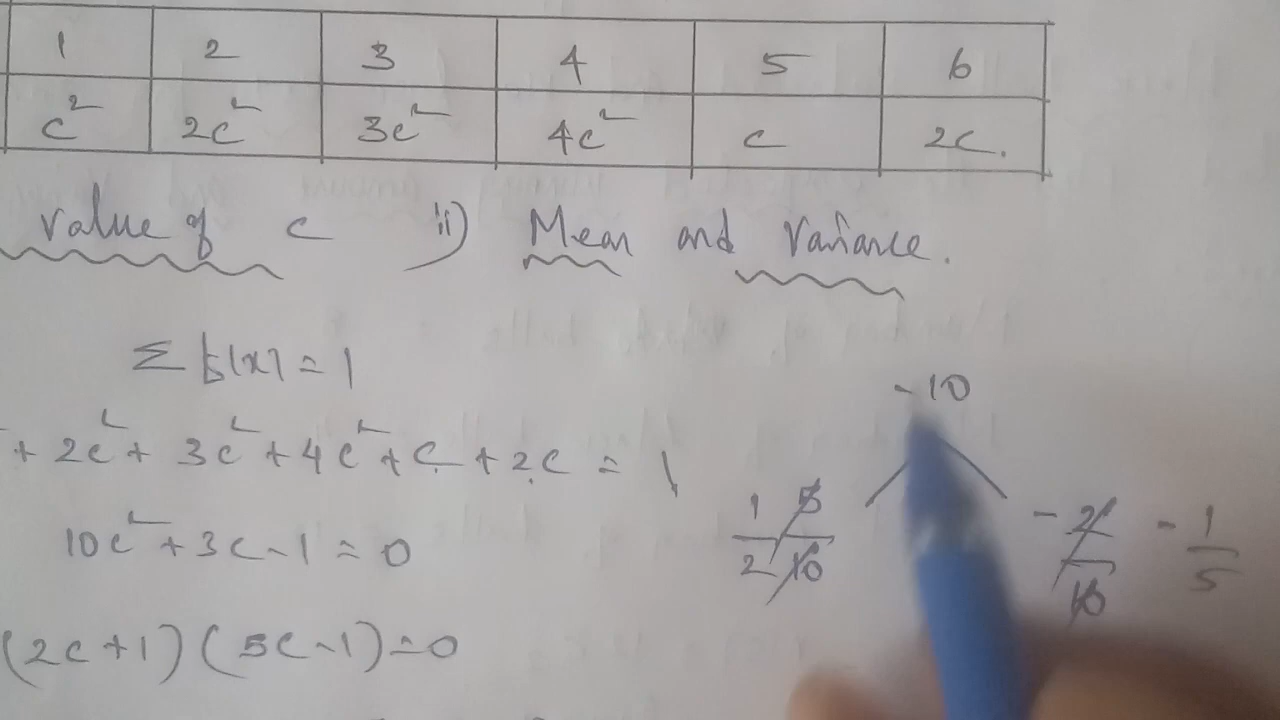 1 2 3 4 5 6
c² 2c² 3c² 4c² c 2c.
value of c ii) Mean and Variance.
Σ p(x) = 1
-10
+ 2c² + 3c² + 4c² + c + 2c = 1
1/2 5/10 -2/10 -1/5
10c² + 3c - 1 = 0
(2c+1) (5c-1) = 0